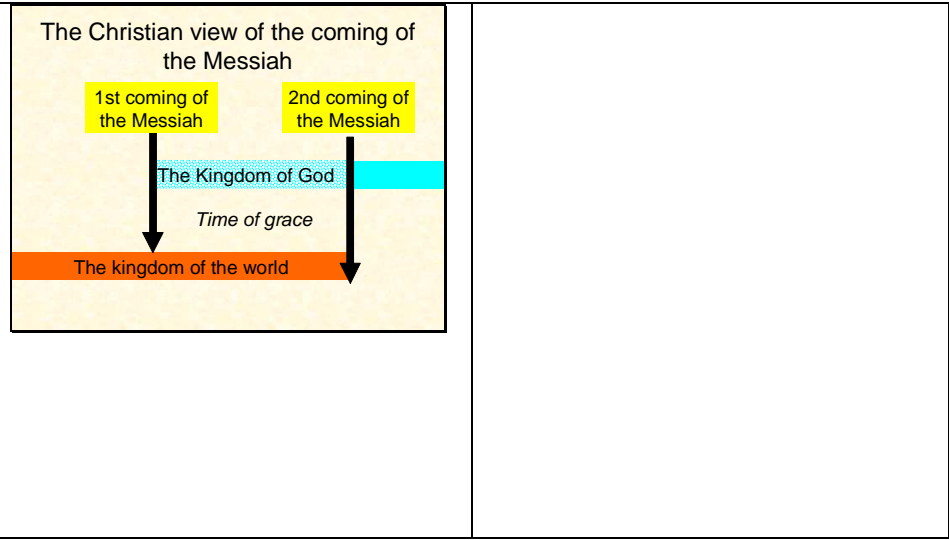 The Christian view of the coming of
the Messiah
1st coming of
the Messiah
2nd coming of
the Messiah
The Kingdom of God
Time of grace
The kingdom of the world